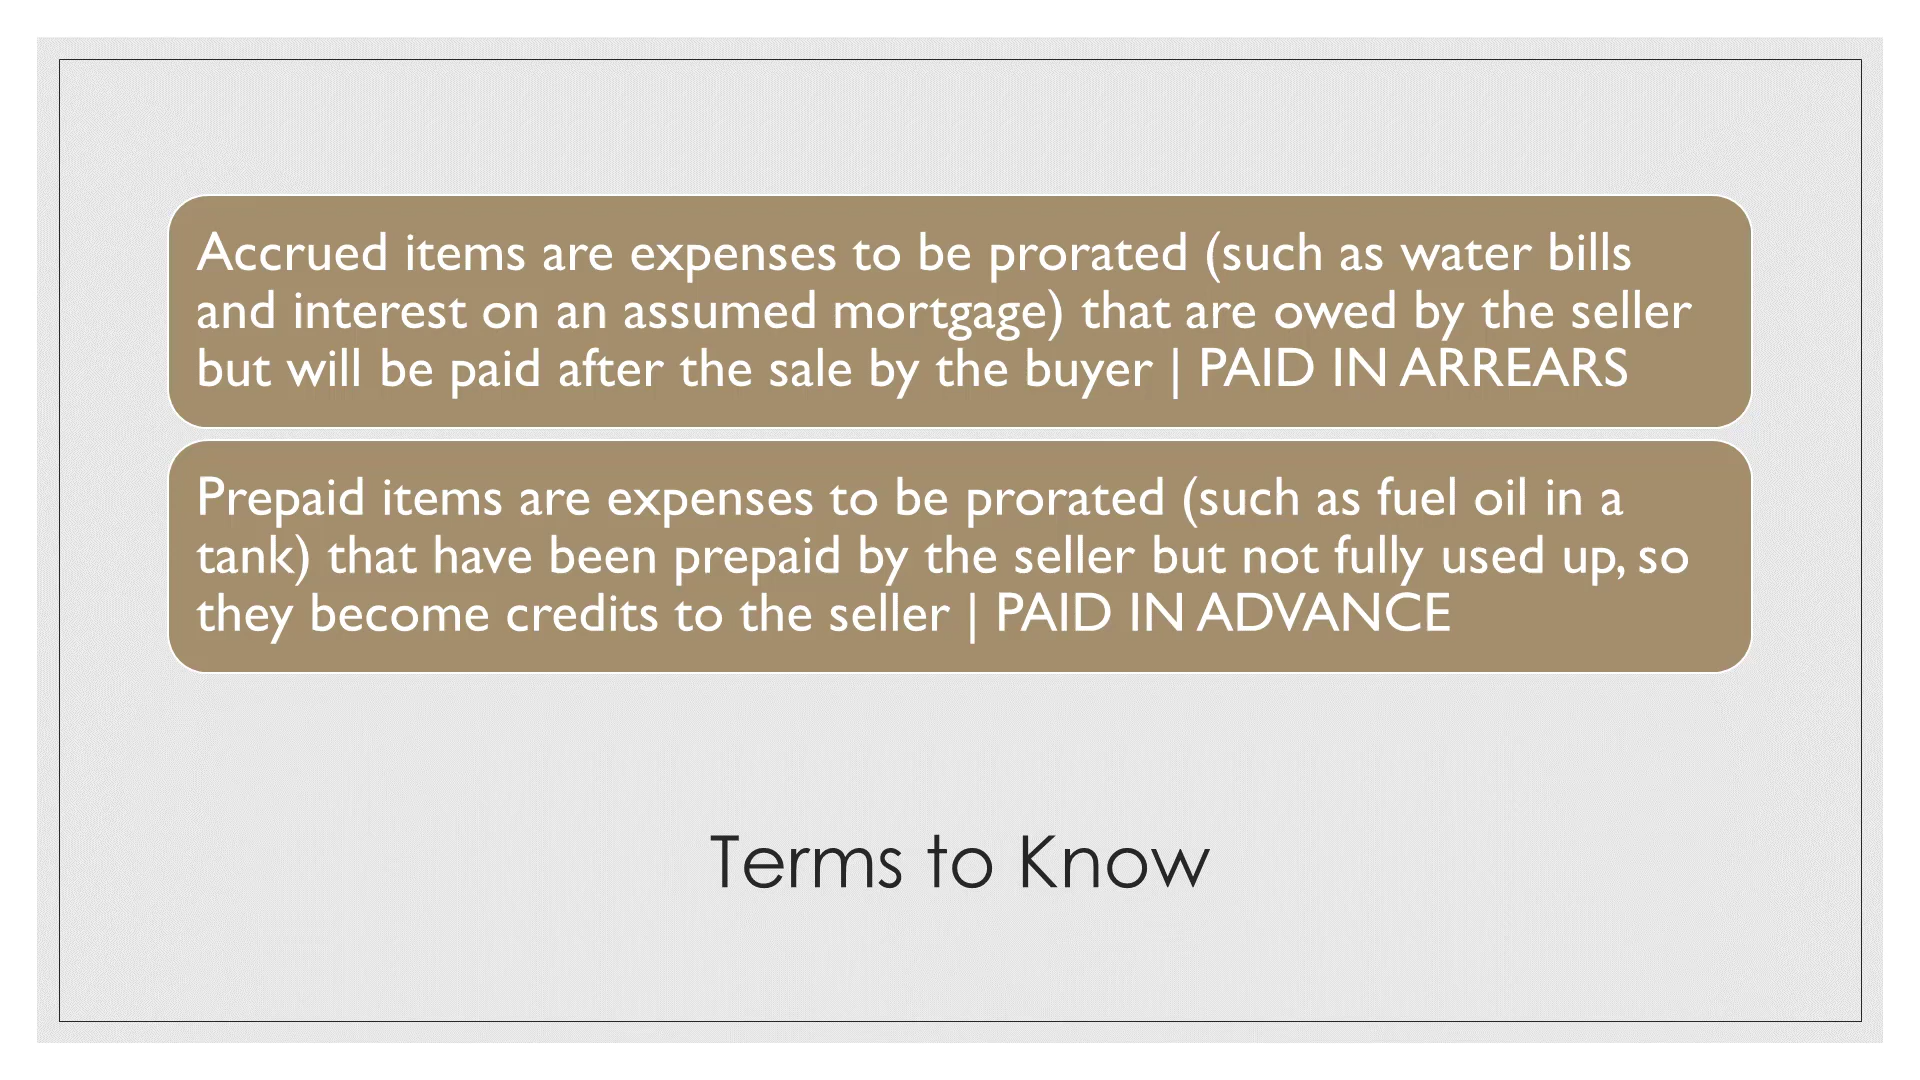 Accrued items are expenses to be prorated (such as water bills
and interest on an assumed mortgage) that are owed by the seller
but will be paid after the sale by the buyer | PAID IN ARREARS
Prepaid items are expenses to be prorated (such as fuel oil in a
tank) that have been prepaid by the seller but not fully used up, so
they become credits to the seller | PAID IN ADVANCE
Terms to Know